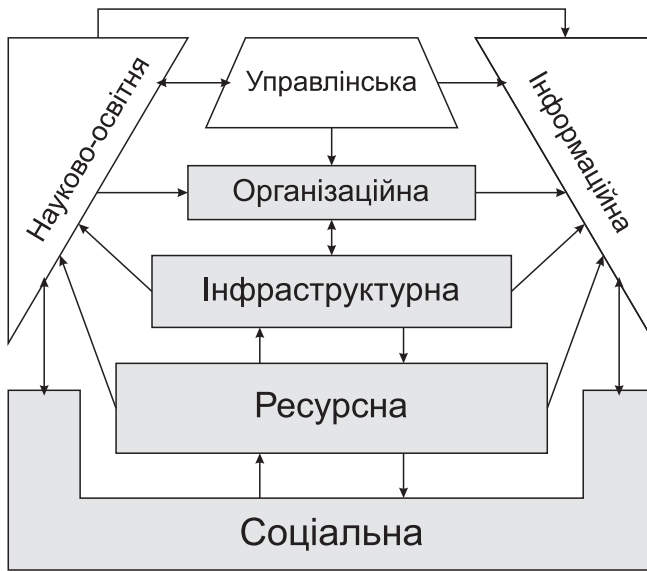 Науково-освітня
Управлінська
Інформаційна
Організаційна
Інфраструктурна
Ресурсна
Соціальна